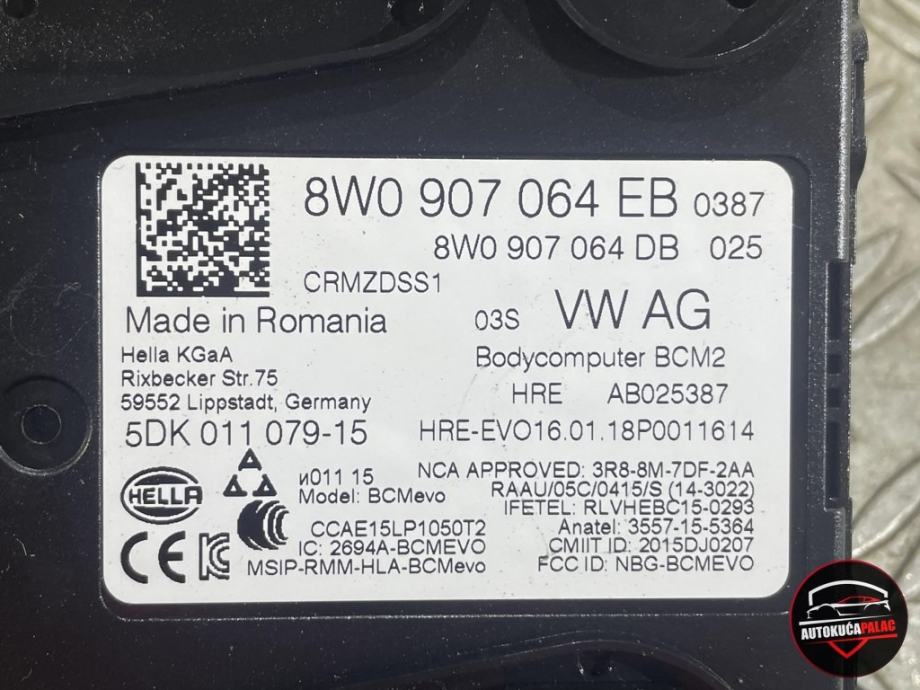 8W0 907 064 EB 0387
8W0 907 064 DB 025
CRMZDSS1
Made in Romania
03S VW AG
Hella KGaA
Rixbecker Str.75
59552 Lippstadt, Germany
Bodycomputer BCM2
HRE AB025387
5DK 011 079-15
HRE-EVO16.01.18P0011614
HELLA
и011 15
Model: BCMevo
NCA APPROVED: 3R8-8M-7DF-2AA
RAAU/05C/0415/S (14-3022)
IFETEL: RLVHEBC15-0293
CCAE15LP1050T2
Anatel: 3557-15-5364
IC: 2694A-BCMEVO
CMIIT ID: 2015DJ0207
CE
MSIP-RMM-HLA-BCMevo
FCC ID: NBG-BCMEVO
AUTOKUĆAPALAC